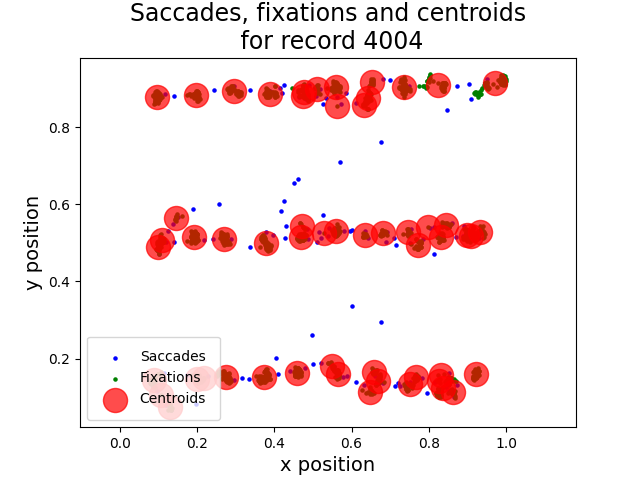 Saccades, fixations and centroids
for record 4004
y position
0.8
0.6
0.4
0.2
Saccades
Fixations
Centroids
0.0 0.2 0.4 0.6 0.8 1.0
x position